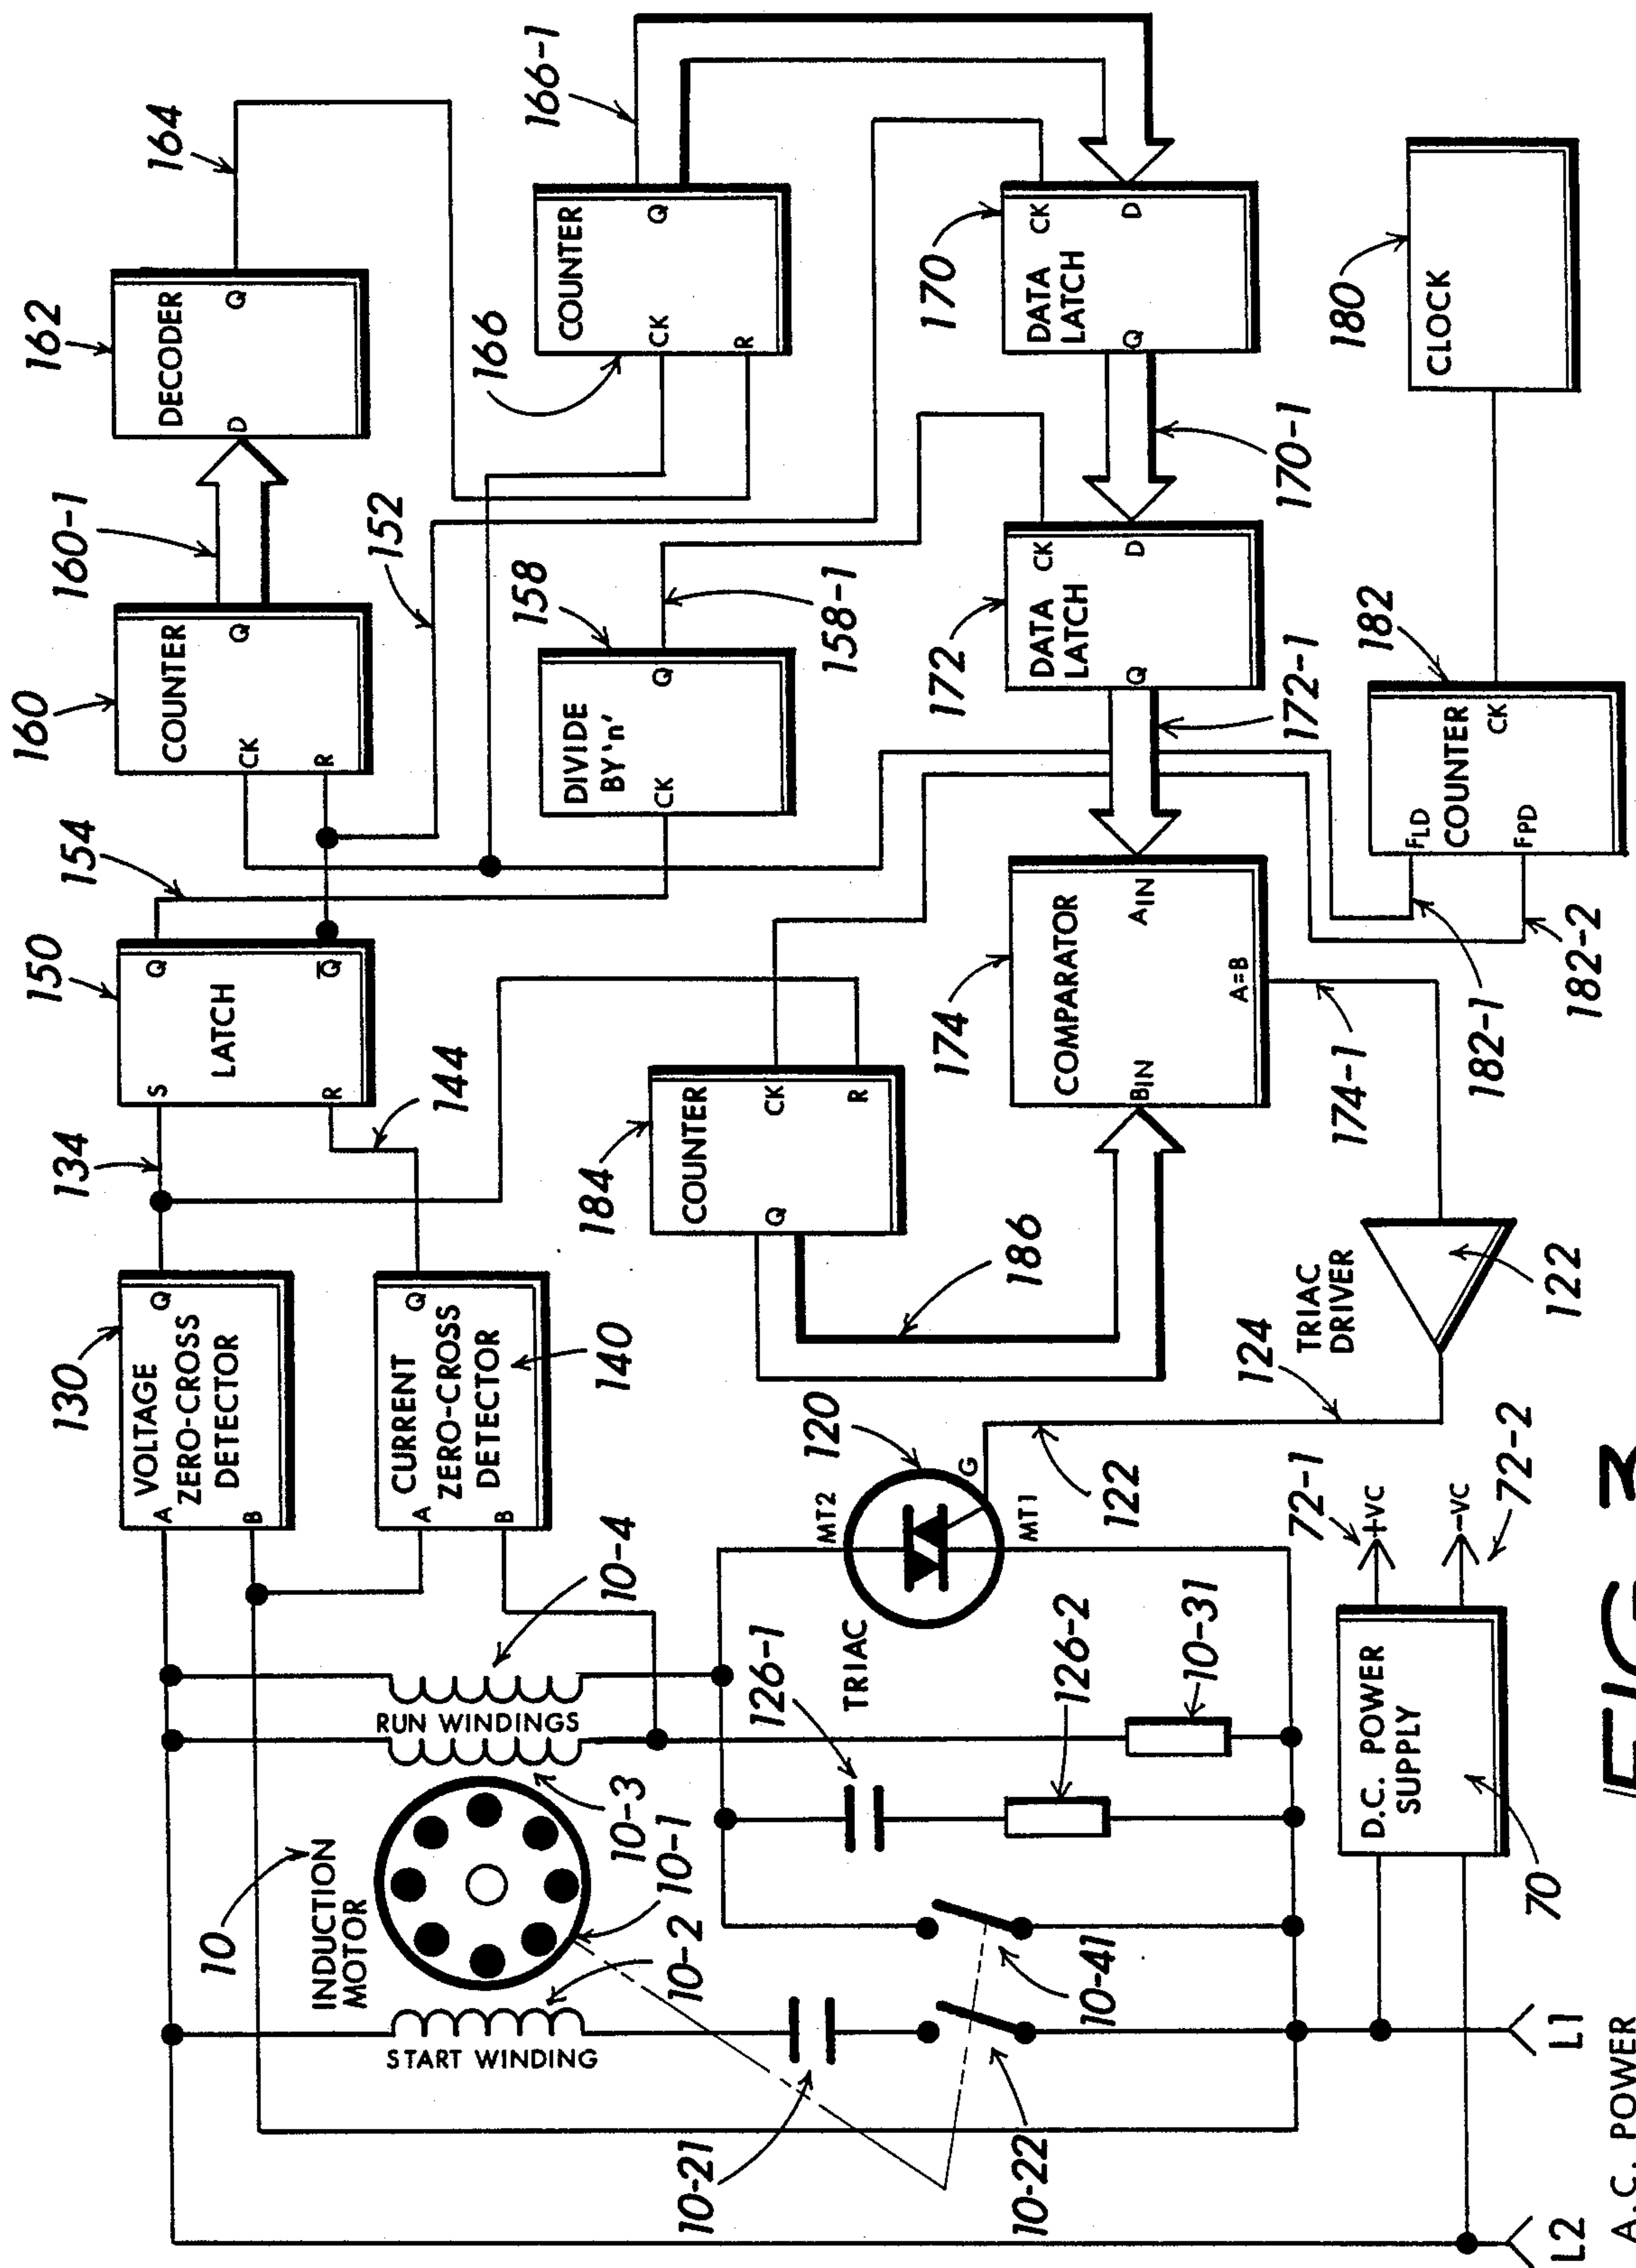 130
VOLTAGE
ZERO-CROSS
DETECTOR
A
B
Q
134
150
S
LATCH
R
Q
Q̅
154
144
160
COUNTER
CK
R
Q
160-1
152
162
DECODER
D
Q
164
CURRENT
ZERO-CROSS
DETECTOR
A
B
Q
140
158
DIVIDE
BY 'n'
CK
Q
158-1
166
COUNTER
CK
R
Q
166-1
10
INDUCTION
MOTOR
START WINDING
RUN WINDINGS
10-1
10-2
10-3
10-4
184
COUNTER
Q
CK
R
186
10-21
10-22
10-41
126-1
126-2
10-31
TRIAC
120
MT2
MT1
G
122
124
TRIAC
DRIVER
122
174
COMPARATOR
BIN
AIN
A=B
174-1
172
DATA
LATCH
Q
CK
D
172-1
170
DATA
LATCH
Q
CK
D
170-1
180
CLOCK
182
COUNTER
FLD
FPD
CK
182-1
182-2
D.C. POWER
SUPPLY
70
72-1
+VC
-VC
72-2
L2
L1
A.C. POWER
FIG 3